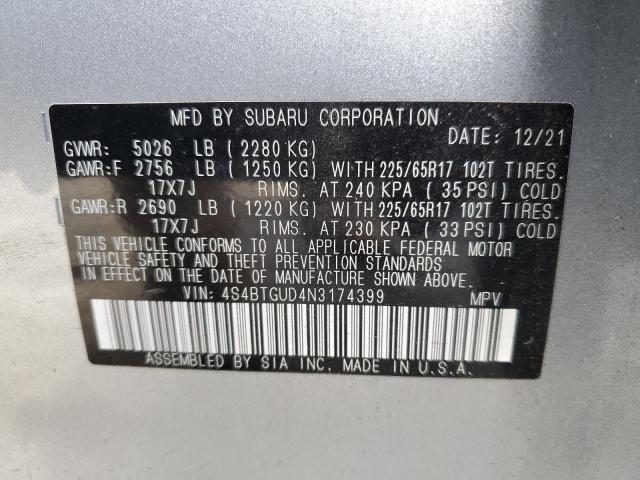 MFD BY SUBARU CORPORATION
DATE: 12/21
GVWR: 5026 LB (2280 KG)
GAWR:F 2756 LB (1250 KG) WITH 225/65R17 102T TIRES.
17X7J RIMS. AT 240 KPA (35 PSI) COLD
GAWR:R 2690 LB (1220 KG) WITH 225/65R17 102T TIRES.
17X7J RIMS. AT 230 KPA (33 PSI) COLD
THIS VEHICLE CONFORMS TO ALL APPLICABLE FEDERAL MOTOR
VEHICLE SAFETY AND THEFT PREVENTION STANDARDS
IN EFFECT ON THE DATE OF MANUFACTURE SHOWN ABOVE.
VIN: 4S4BTGUD4N3174399 MPV
ASSEMBLED BY SIA INC. MADE IN U.S.A.